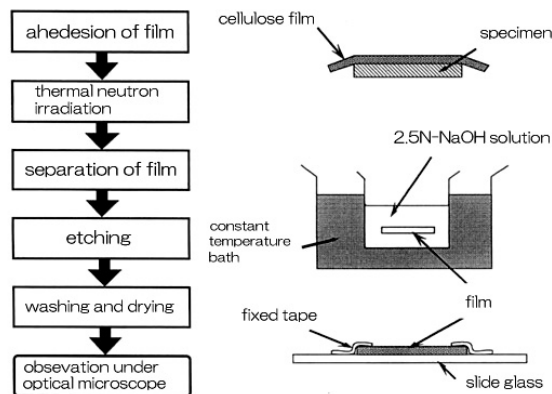 ahedesion of film
thermal neutron
irradiation
separation of film
etching
washing and drying
obsevation under
optical microscope
cellulose film
specimen
2.5N-NaOH solution
constant
temperature
bath
film
fixed tape
slide glass